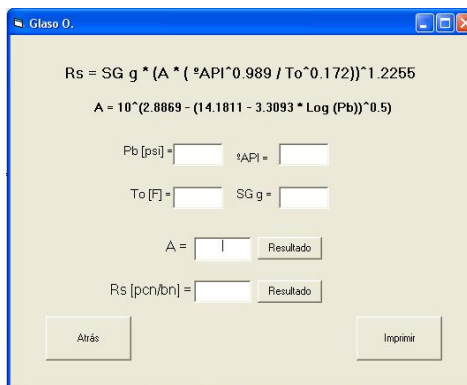 Glaso O.
Rs = SG g * (A * ( ºAPI^0.989 / To^0.172))^1.2255
A = 10^(2.8869 - (14.1811 - 3.3093 * Log (Pb))^0.5)
Pb [psi] = ºAPI =
To [F] = SG g =
A = Resultado
Rs [pcn/bn] = Resultado
Atrás Imprimir